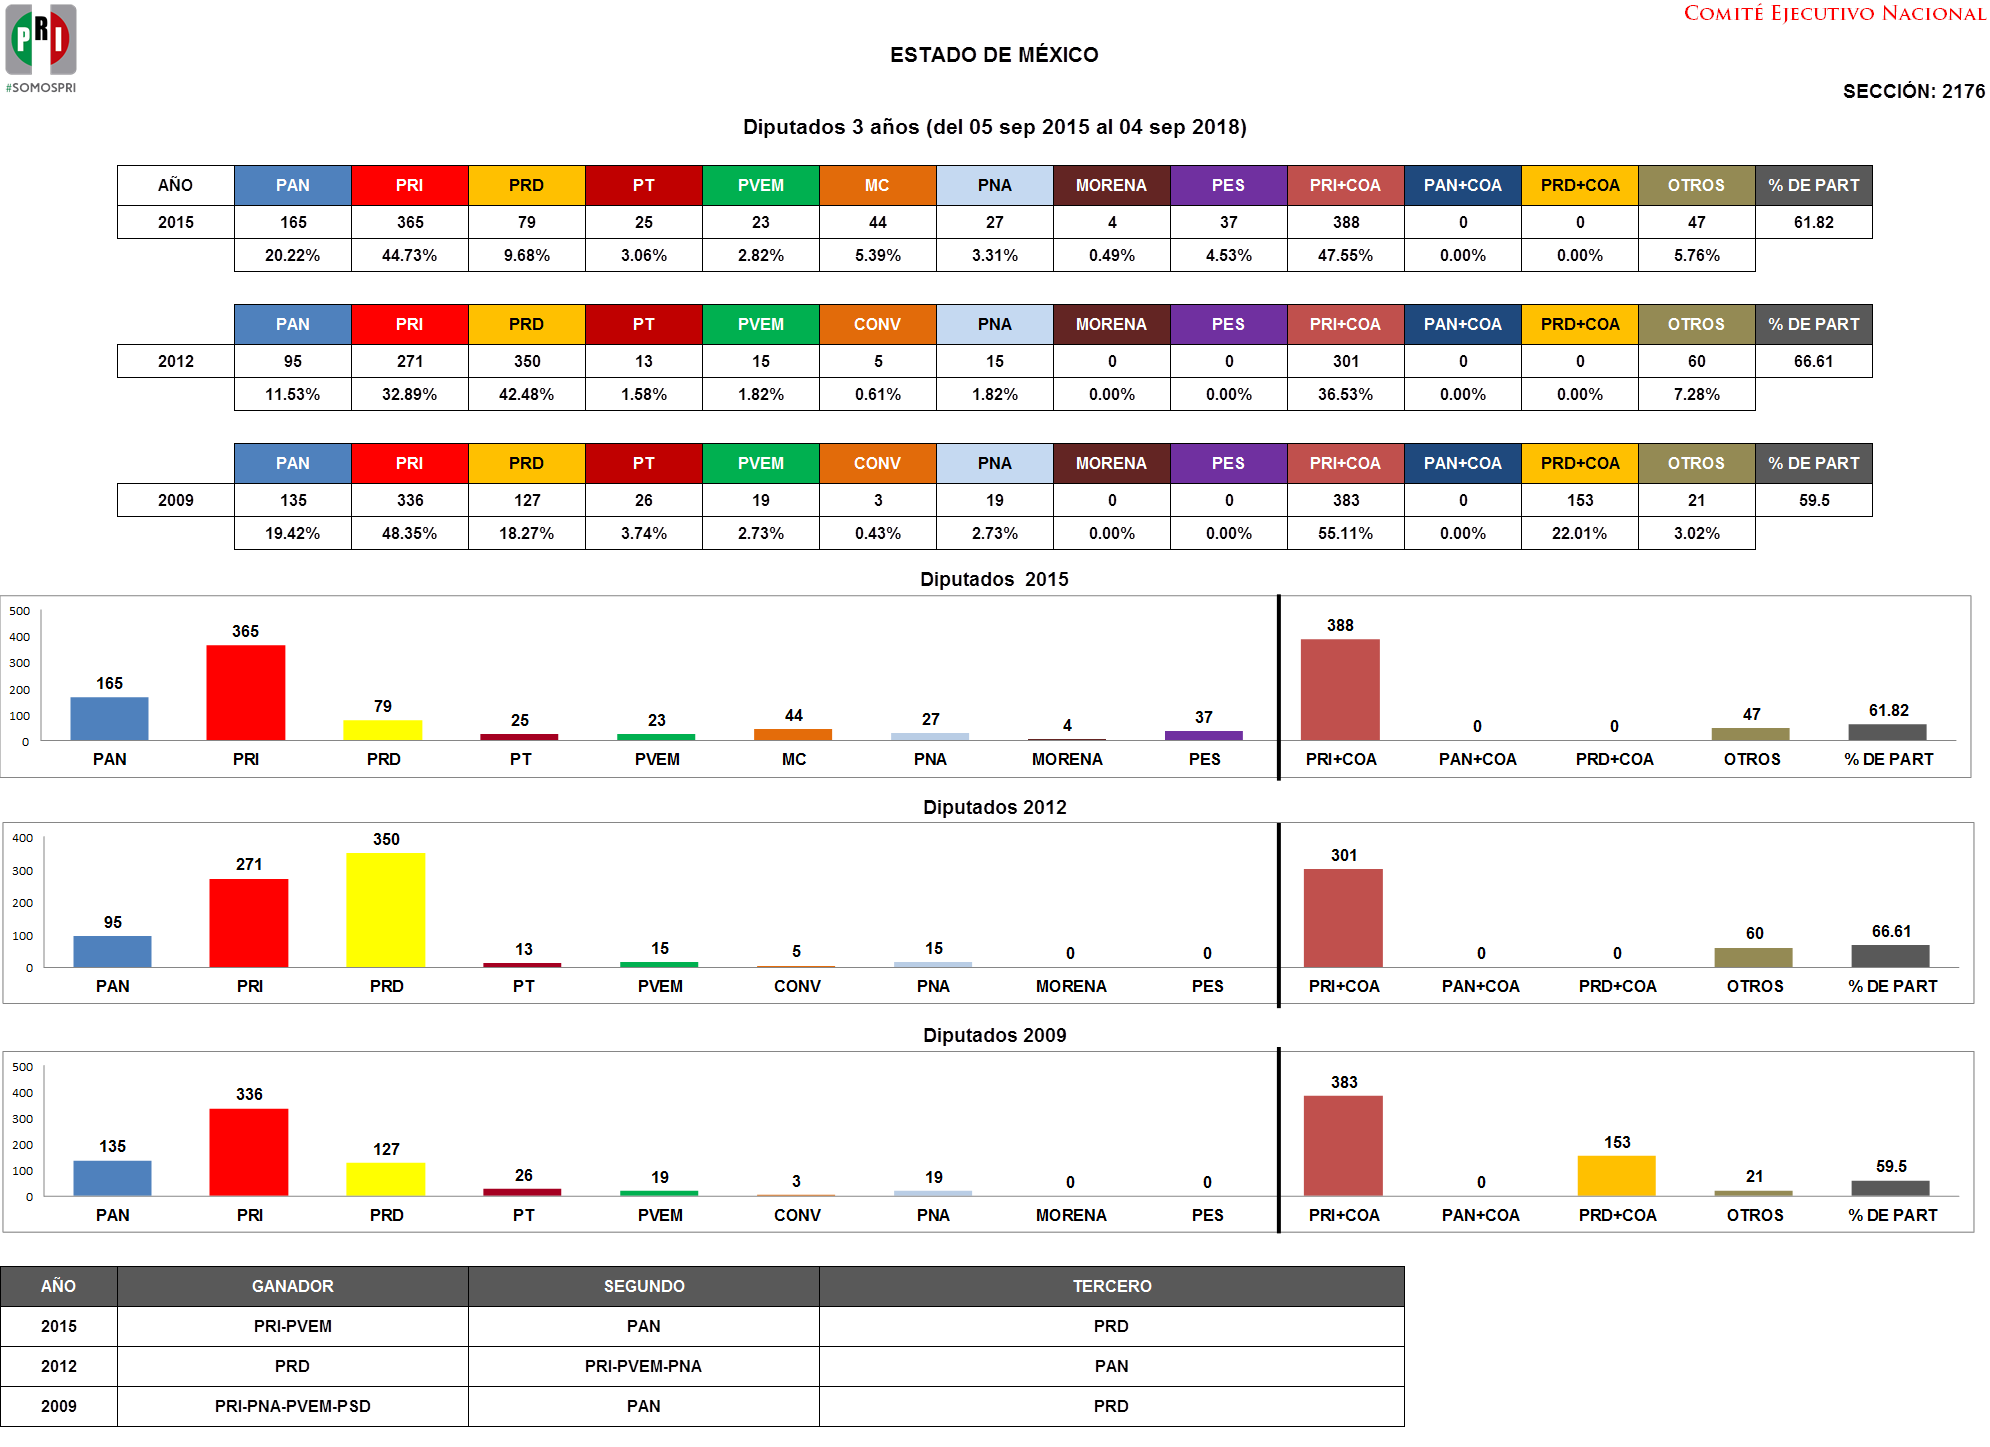 PRI
#SOMOSPRI
COMITÉ EJECUTIVO NACIONAL
ESTADO DE MÉXICO
SECCIÓN: 2176
Diputados 3 años (del 05 sep 2015 al 04 sep 2018)
AÑO PAN PRI PRD PT PVEM MC PNA MORENA PES PRI+COA PAN+COA PRD+COA OTROS % DE PART
2015 165 365 79 25 23 44 27 4 37 388 0 0 47 61.82
20.22% 44.73% 9.68% 3.06% 2.82% 5.39% 3.31% 0.49% 4.53% 47.55% 0.00% 0.00% 5.76%
PAN PRI PRD PT PVEM CONV PNA MORENA PES PRI+COA PAN+COA PRD+COA OTROS % DE PART
2012 95 271 350 13 15 5 15 0 0 301 0 0 60 66.61
11.53% 32.89% 42.48% 1.58% 1.82% 0.61% 1.82% 0.00% 0.00% 36.53% 0.00% 0.00% 7.28%
PAN PRI PRD PT PVEM CONV PNA MORENA PES PRI+COA PAN+COA PRD+COA OTROS % DE PART
2009 135 336 127 26 19 3 19 0 0 383 0 153 21 59.5
19.42% 48.35% 18.27% 3.74% 2.73% 0.43% 2.73% 0.00% 0.00% 55.11% 0.00% 22.01% 3.02%
Diputados 2015
500
400
300
200
100
0
165 365 79 25 23 44 27 4 37 388 0 0 47 61.82
PAN PRI PRD PT PVEM MC PNA MORENA PES PRI+COA PAN+COA PRD+COA OTROS % DE PART
Diputados 2012
400
300
200
100
0
95 271 350 13 15 5 15 0 0 301 0 0 60 66.61
PAN PRI PRD PT PVEM CONV PNA MORENA PES PRI+COA PAN+COA PRD+COA OTROS % DE PART
Diputados 2009
500
400
300
200
100
0
135 336 127 26 19 3 19 0 0 383 0 153 21 59.5
PAN PRI PRD PT PVEM CONV PNA MORENA PES PRI+COA PAN+COA PRD+COA OTROS % DE PART
AÑO GANADOR SEGUNDO TERCERO
2015 PRI-PVEM PAN PRD
2012 PRD PRI-PVEM-PNA PAN
2009 PRI-PNA-PVEM-PSD PAN PRD